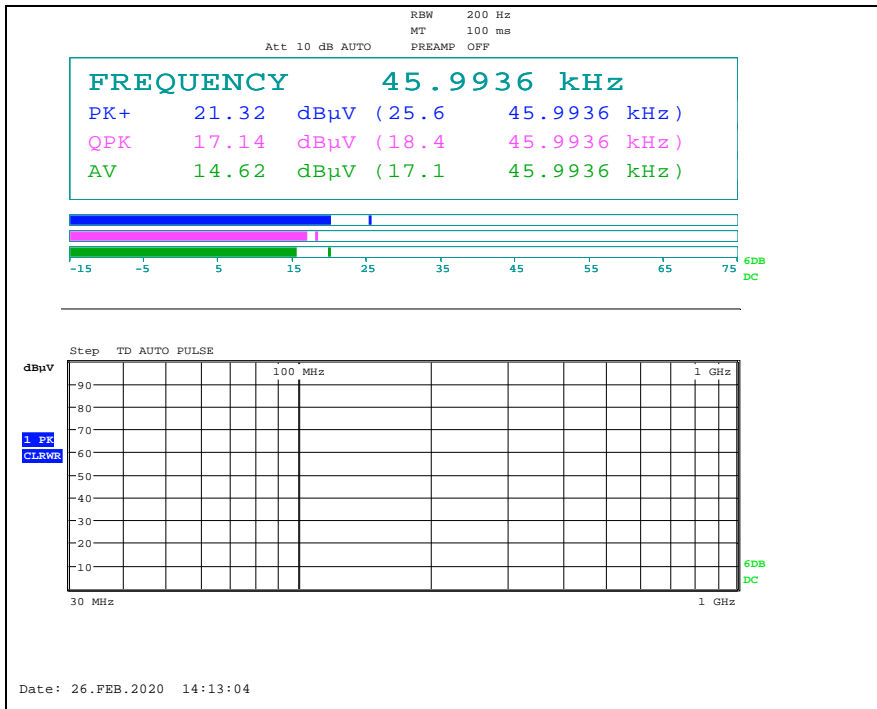 RBW 200 Hz
MT 100 ms
Att 10 dB AUTO PREAMP OFF
FREQUENCY 45.9936 kHz
PK+ 21.32 dBµV (25.6 45.9936 kHz)
QPK 17.14 dBµV (18.4 45.9936 kHz)
AV 14.62 dBµV (17.1 45.9936 kHz)
-15 -5 5 15 25 35 45 55 65 75
6DB
DC
Step TD AUTO PULSE
dBµV
100 MHz 1 GHz
90
80
70
1 PK
CLRWR
60
50
40
30
20
10
6DB
DC
30 MHz 1 GHz
Date: 26.FEB.2020 14:13:04